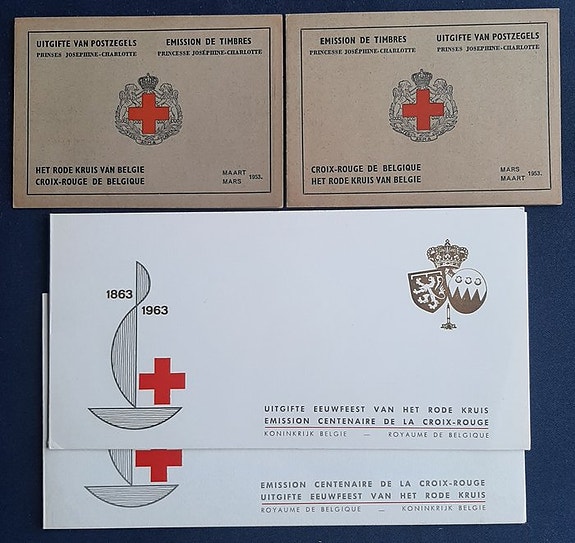 UITGIFTE VAN POSTZEGELS EMISSION DE TIMBRES
PRINSES JOSEPHINE-CHARLOTTE PRINCESSE JOSÉPHINE-CHARLOTTE
HET RODE KRUIS VAN BELGIE
CROIX-ROUGE DE BELGIQUE
MAART
MARS
1953.
EMISSION DE TIMBRES UITGIFTE VAN POSTZEGELS
PRINCESSE JOSÉPHINE-CHARLOTTE PRINSES JOSEPHINE-CHARLOTTE
CROIX-ROUGE DE BELGIQUE
HET RODE KRUIS VAN BELGIE
MARS
MAART
1953.
1863
1963
UITGIFTE EEUWFEEST VAN HET RODE KRUIS
EMISSION CENTENAIRE DE LA CROIX-ROUGE
KONINKRIJK BELGIE — ROYAUME DE BELGIQUE
EMISSION CENTENAIRE DE LA CROIX-ROUGE
UITGIFTE EEUWFEEST VAN HET RODE KRUIS
ROYAUME DE BELGIQUE — KONINKRIJK BELGIE